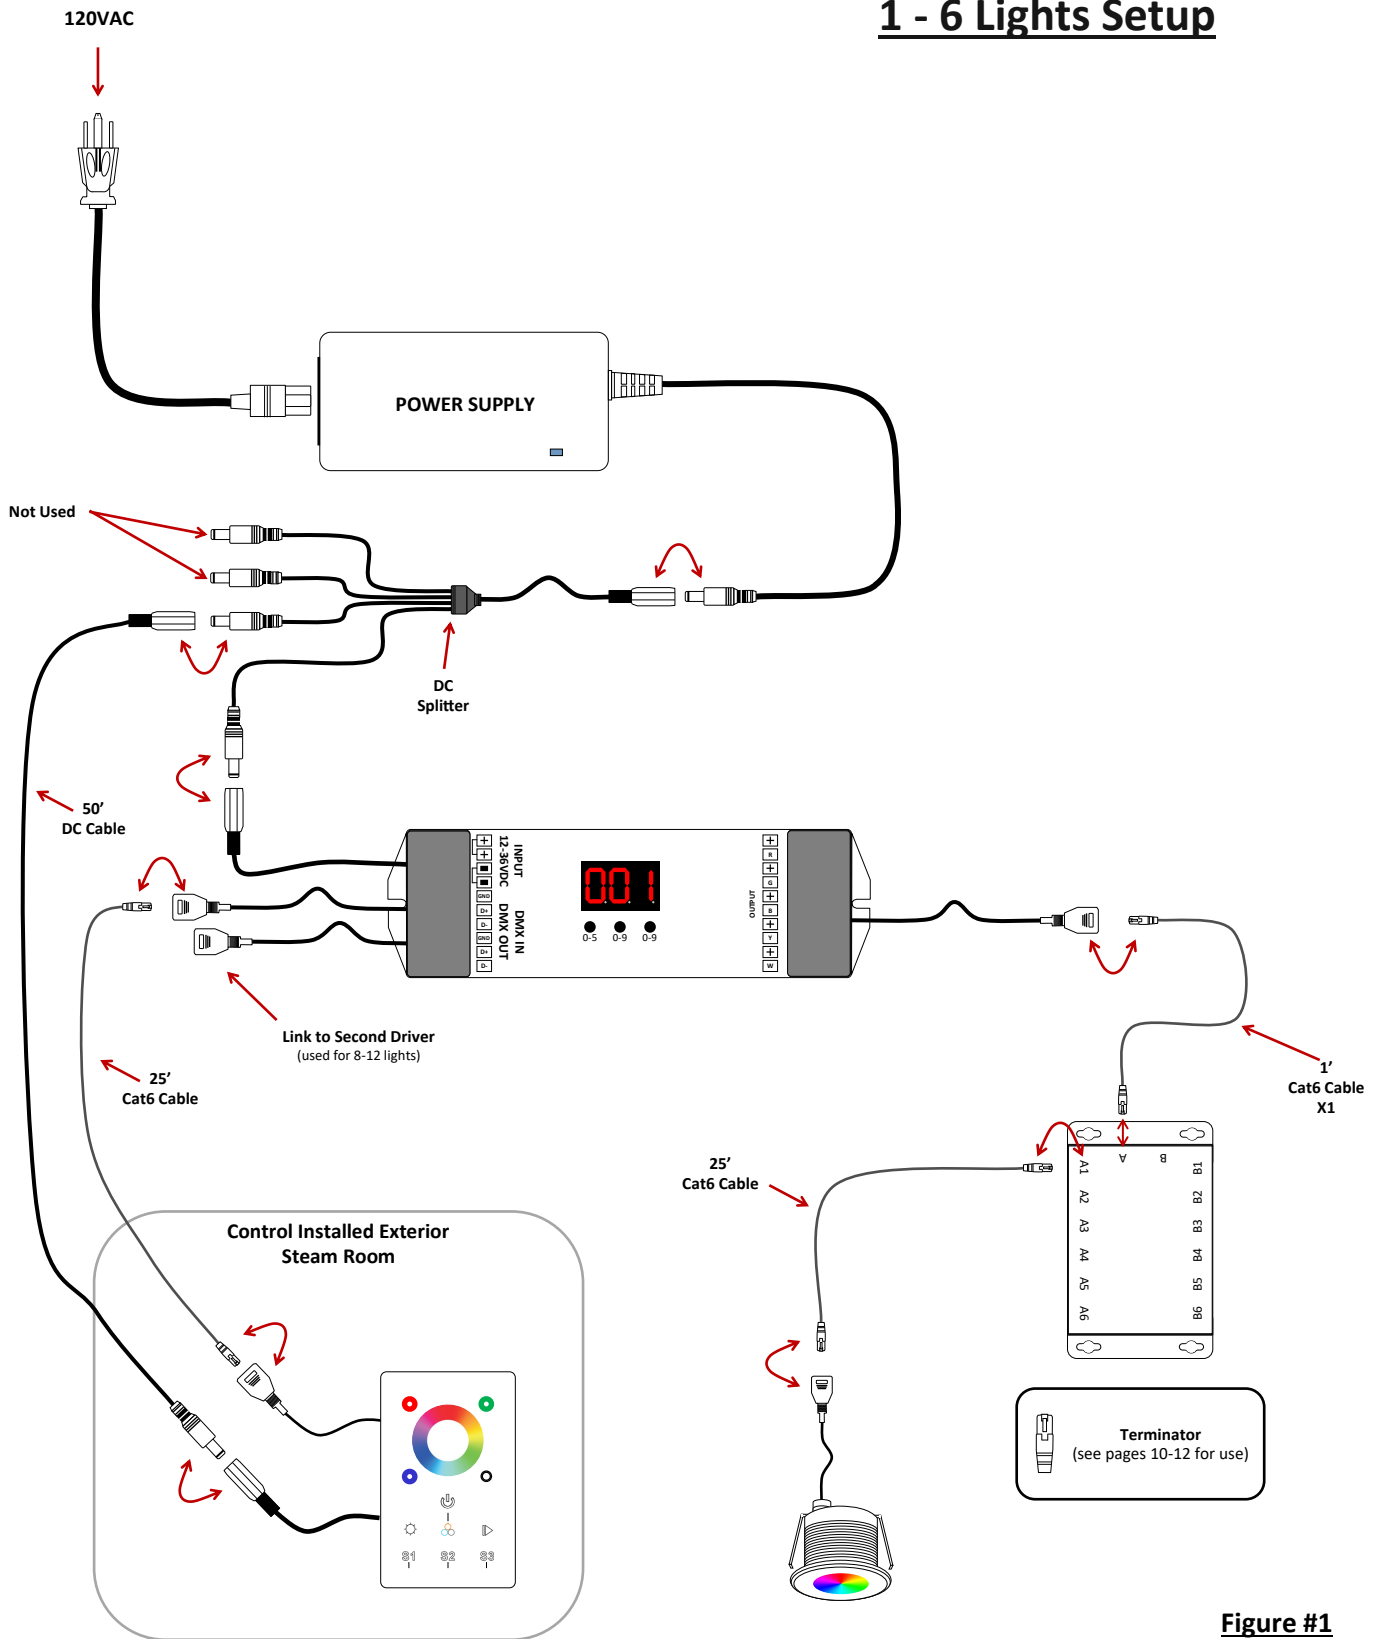 1 - 6 Lights Setup
120VAC
POWER SUPPLY
Not Used
DC
Splitter
50’
DC Cable
INPUT
12-36VDC
DMX IN
DMX OUT
+
+
GND
D+
D-
GND
D+
D-
001
0-5 0-9 0-9
OUTPUT
+
R
+
G
+
B
+
Y
+
W
Link to Second Driver
(used for 8-12 lights)
25’
Cat6 Cable
1’
Cat6 Cable
X1
25’
Cat6 Cable
A B
A1 B1
A2 B2
A3 B3
A4 B4
A5 B5
A6 B6
Control Installed Exterior
Steam Room
S1 S2 S3
Terminator
(see pages 10-12 for use)
Figure #1